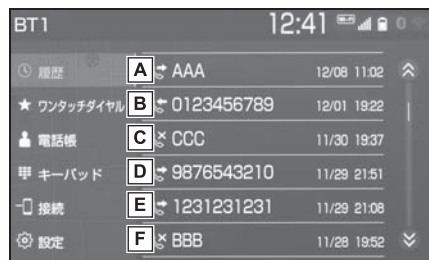 BT1 12:41
履歴 A AAA 12/08 11:02
ワンタッチダイヤル B 0123456789 12/01 19:22
電話帳 C CCC 11/30 19:37
キーパッド D 9876543210 11/29 21:51
接続 E 1231231231 11/29 21:08
設定 F BBB 11/28 19:52